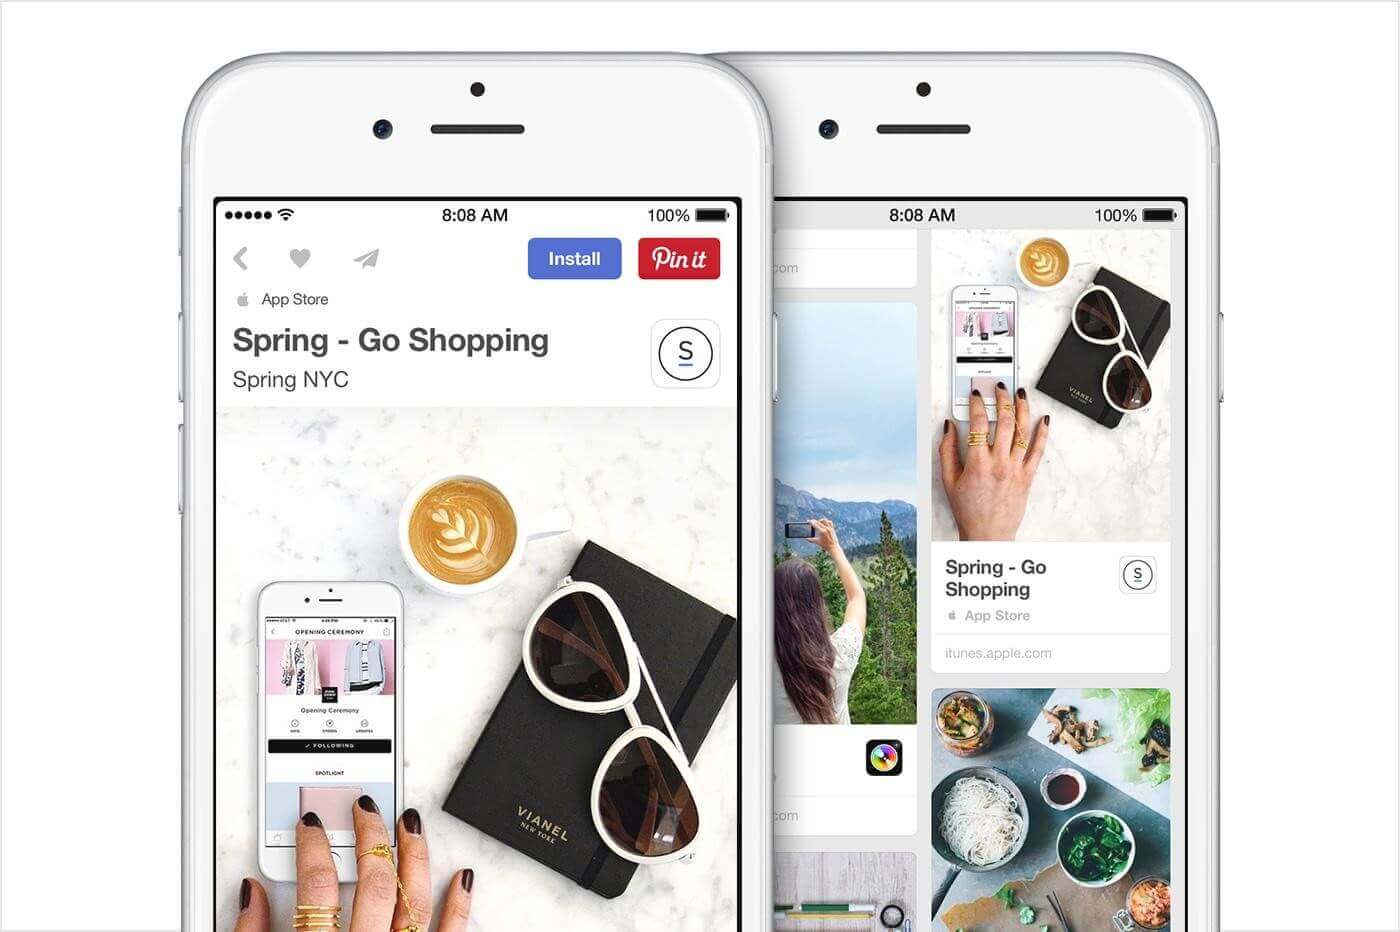 8:08 AM
100%
Install
Pin it
App Store
Spring - Go Shopping
Spring NYC
S
OPENING CEREMONY
Opening Ceremony
✓ FOLLOWING
SPOTLIGHT
VIANEL
NEW YORK
8:08 AM
100%
com
com
VIANEL
Spring - Go
Shopping
S
App Store
itunes.apple.com